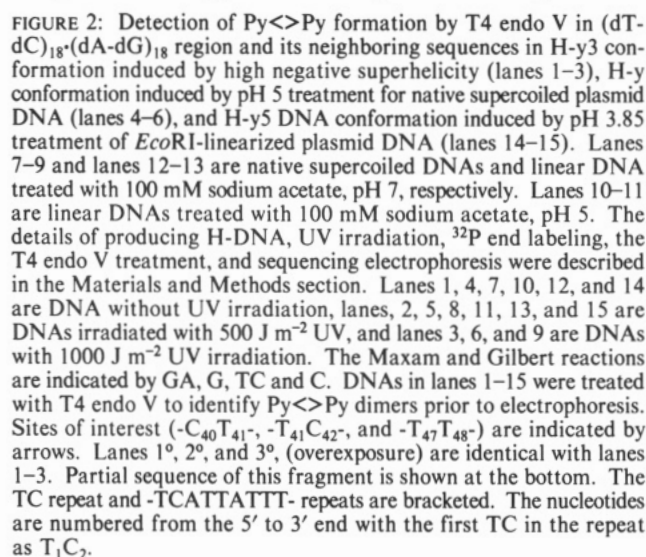 FIGURE 2: Detection of Py<>Py formation by T4 endo V in (dT-
dC)₁₈·(dA-dG)₁₈ region and its neighboring sequences in H-y3 con-
formation induced by high negative superhelicity (lanes 1–3), H-y
conformation induced by pH 5 treatment for native supercoiled plasmid
DNA (lanes 4–6), and H-y5 DNA conformation induced by pH 3.85
treatment of EcoRI-linearized plasmid DNA (lanes 14–15). Lanes
7–9 and lanes 12–13 are native supercoiled DNAs and linear DNA
treated with 100 mM sodium acetate, pH 7, respectively. Lanes 10–11
are linear DNAs treated with 100 mM sodium acetate, pH 5. The
details of producing H-DNA, UV irradiation, ³²P end labeling, the
T4 endo V treatment, and sequencing electrophoresis were described
in the Materials and Methods section. Lanes 1, 4, 7, 10, 12, and 14
are DNA without UV irradiation, lanes, 2, 5, 8, 11, 13, and 15 are
DNAs irradiated with 500 J m⁻² UV, and lanes 3, 6, and 9 are DNAs
with 1000 J m⁻² UV irradiation. The Maxam and Gilbert reactions
are indicated by GA, G, TC and C. DNAs in lanes 1–15 were treated
with T4 endo V to identify Py<>Py dimers prior to electrophoresis.
Sites of interest (-C₄₀T₄₁-, -T₄₁C₄₂-, and -T₄₇T₄₈-) are indicated by
arrows. Lanes 1°, 2°, and 3°, (overexposure) are identical with lanes
1–3. Partial sequence of this fragment is shown at the bottom. The
TC repeat and -TCATTATTT- repeats are bracketed. The nucleotides
are numbered from the 5′ to 3′ end with the first TC in the repeat
as T₁C₂.